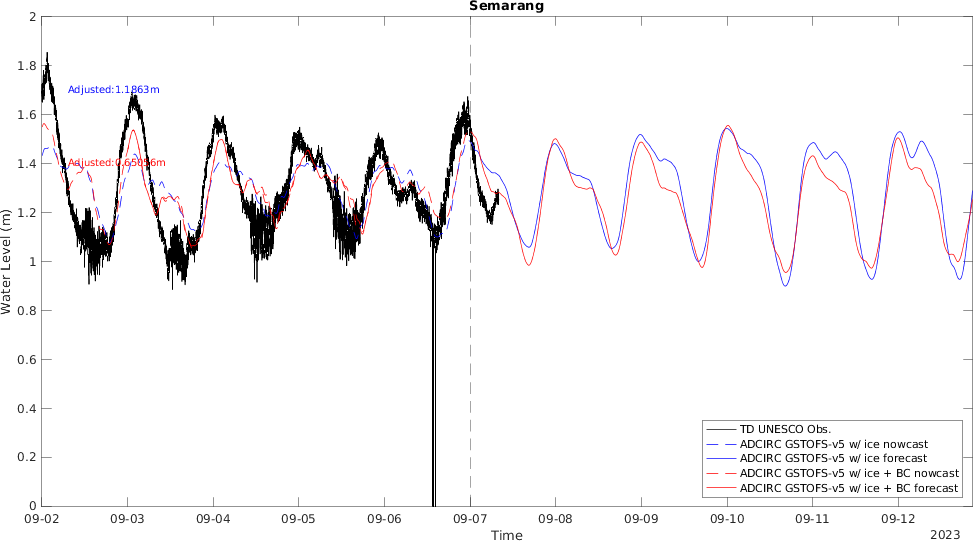 Semarang
2
1.8
1.6
1.4
1.2
1
0.8
0.6
0.4
0.2
0
Water Level (m)
Adjusted:1.1863m
TD UNESCO Obs.
ADCIRC GSTOFS-v5 w/ ice nowcast
ADCIRC GSTOFS-v5 w/ ice forecast
ADCIRC GSTOFS-v5 w/ ice + BC nowcast
ADCIRC GSTOFS-v5 w/ ice + BC forecast
09-02 09-03 09-04 09-05 09-06 09-07 09-08 09-09 09-10 09-11 09-12
Time
2023